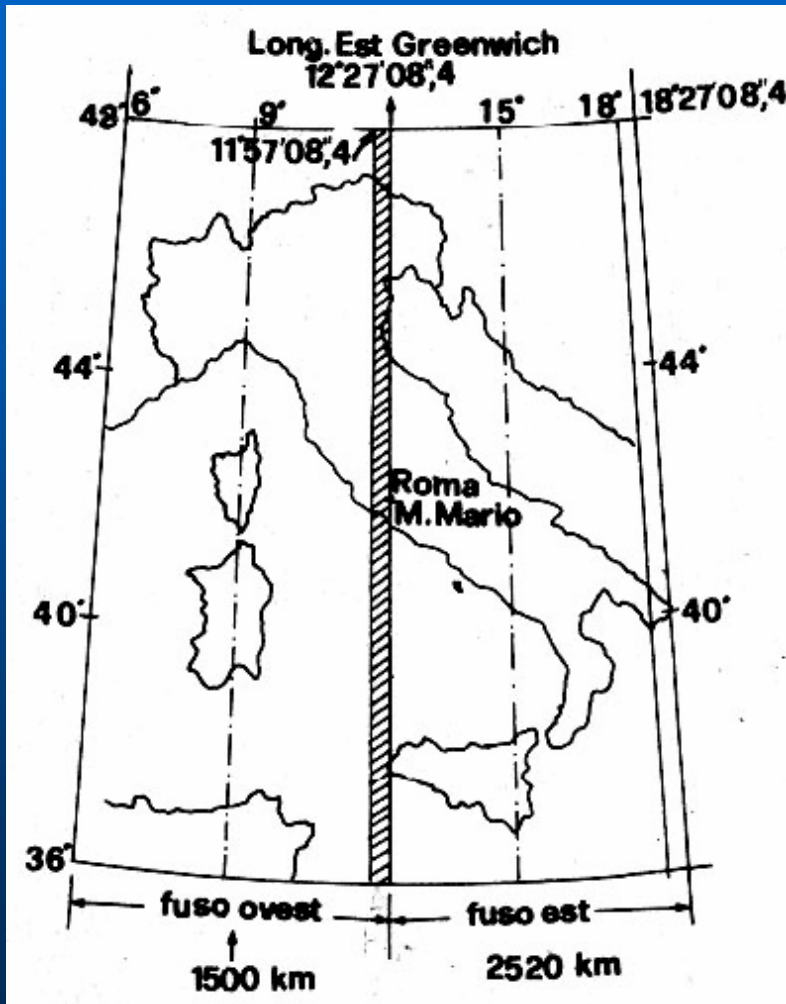 Long. Est Greenwich
12°27'08",4
48° 6° 9° 15° 18° 18°27'08",4
11°57'08",4
44° 44°
Roma
M. Mario
40° 40°
36°
fuso ovest fuso est
1500 km 2520 km